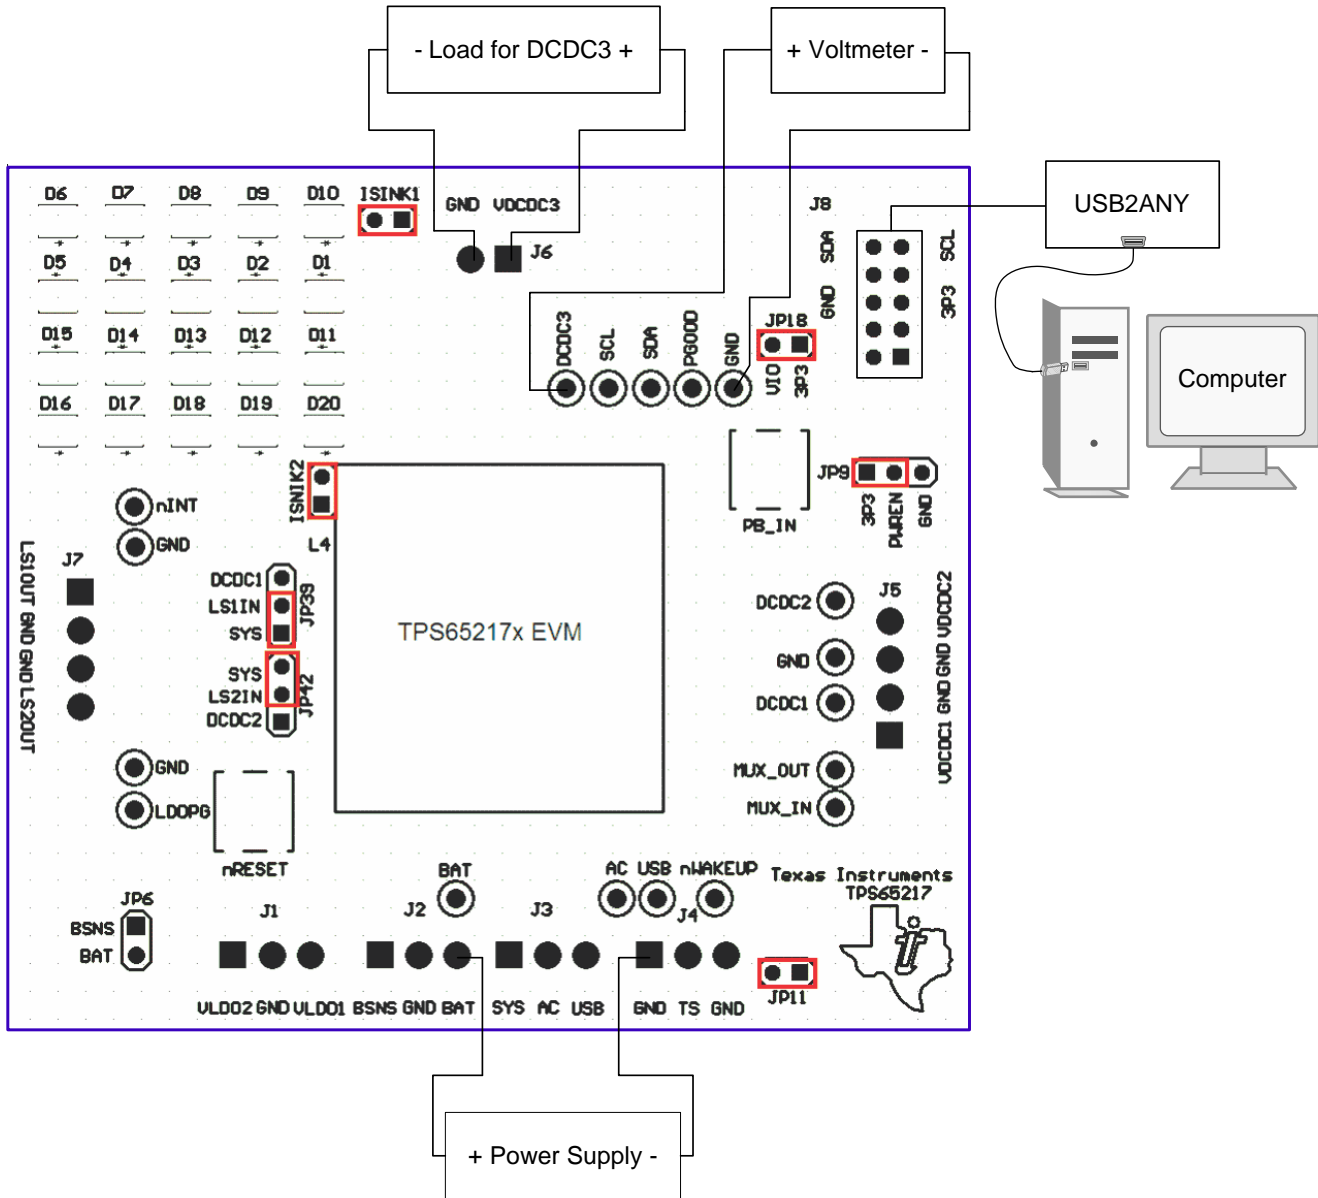 - Load for DCDC3 +
+ Voltmeter -
USB2ANY
Computer
D6 D7 D8 D9 D10 ISINK1
GND VDCDC3
J6
J8
SDA SCL
GND 3P3
D5 D4 D3 D2 D1
D15 D14 D13 D12 D11
D16 D17 D18 D19 D20
DCDC3 SCL SDA PGOOD GND
JP18
VIO 3P3
ISNIK2
L4
PB_IN
JP9
3P3 PWREN GND
nINT
GND
J7
LS1OUT GND GND LS2OUT
DCDC1
LS1IN
SYS
JP39
SYS
LS2IN
DCDC2
JP42
TPS65217x EVM
DCDC2
GND
DCDC1
J5
VDCDC1 GND GND VDCDC2
MUX_OUT
MUX_IN
GND
LDOPG
nRESET
BAT
AC USB nWAKEUP
Texas Instruments
TPS65217
JP6
BSNS
BAT
J1 J2 J3 J4
VLDO2 GND VLDO1 BSNS GND BAT SYS AC USB GND TS GND
JP11
+ Power Supply -